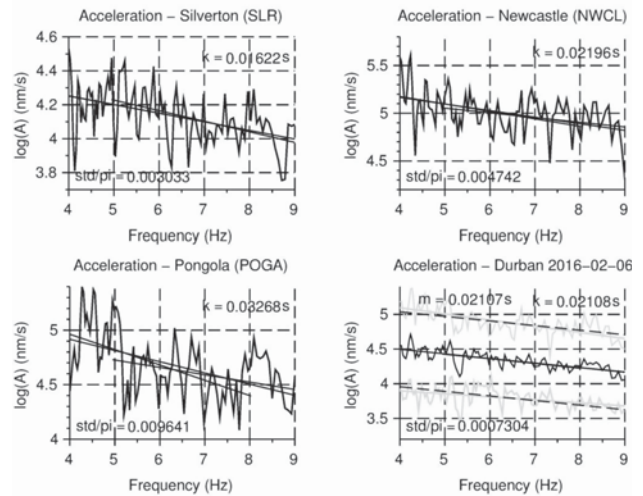 Acceleration – Silverton (SLR)
4.6
4.4
4.2
4
3.8
log(A) (nm/s)
k = 0.01622s
std/pi = 0.003033
4 5 6 7 8 9
Frequency (Hz)
Acceleration – Newcastle (NWCL)
5.5
5
4.5
log(A) (nm/s)
k = 0.02196s
std/pi = 0.004742
4 5 6 7 8 9
Frequency (Hz)
Acceleration – Pongola (POGA)
5
4.5
4
log(A) (nm/s)
k = 0.03268s
std/pi = 0.009641
4 5 6 7 8 9
Frequency (Hz)
Acceleration – Durban 2016–02–06
5
4.5
4
3.5
log(A) (nm/s)
m = 0.02107s k = 0.02108s
std/pi = 0.0007304
4 5 6 7 8 9
Frequency (Hz)